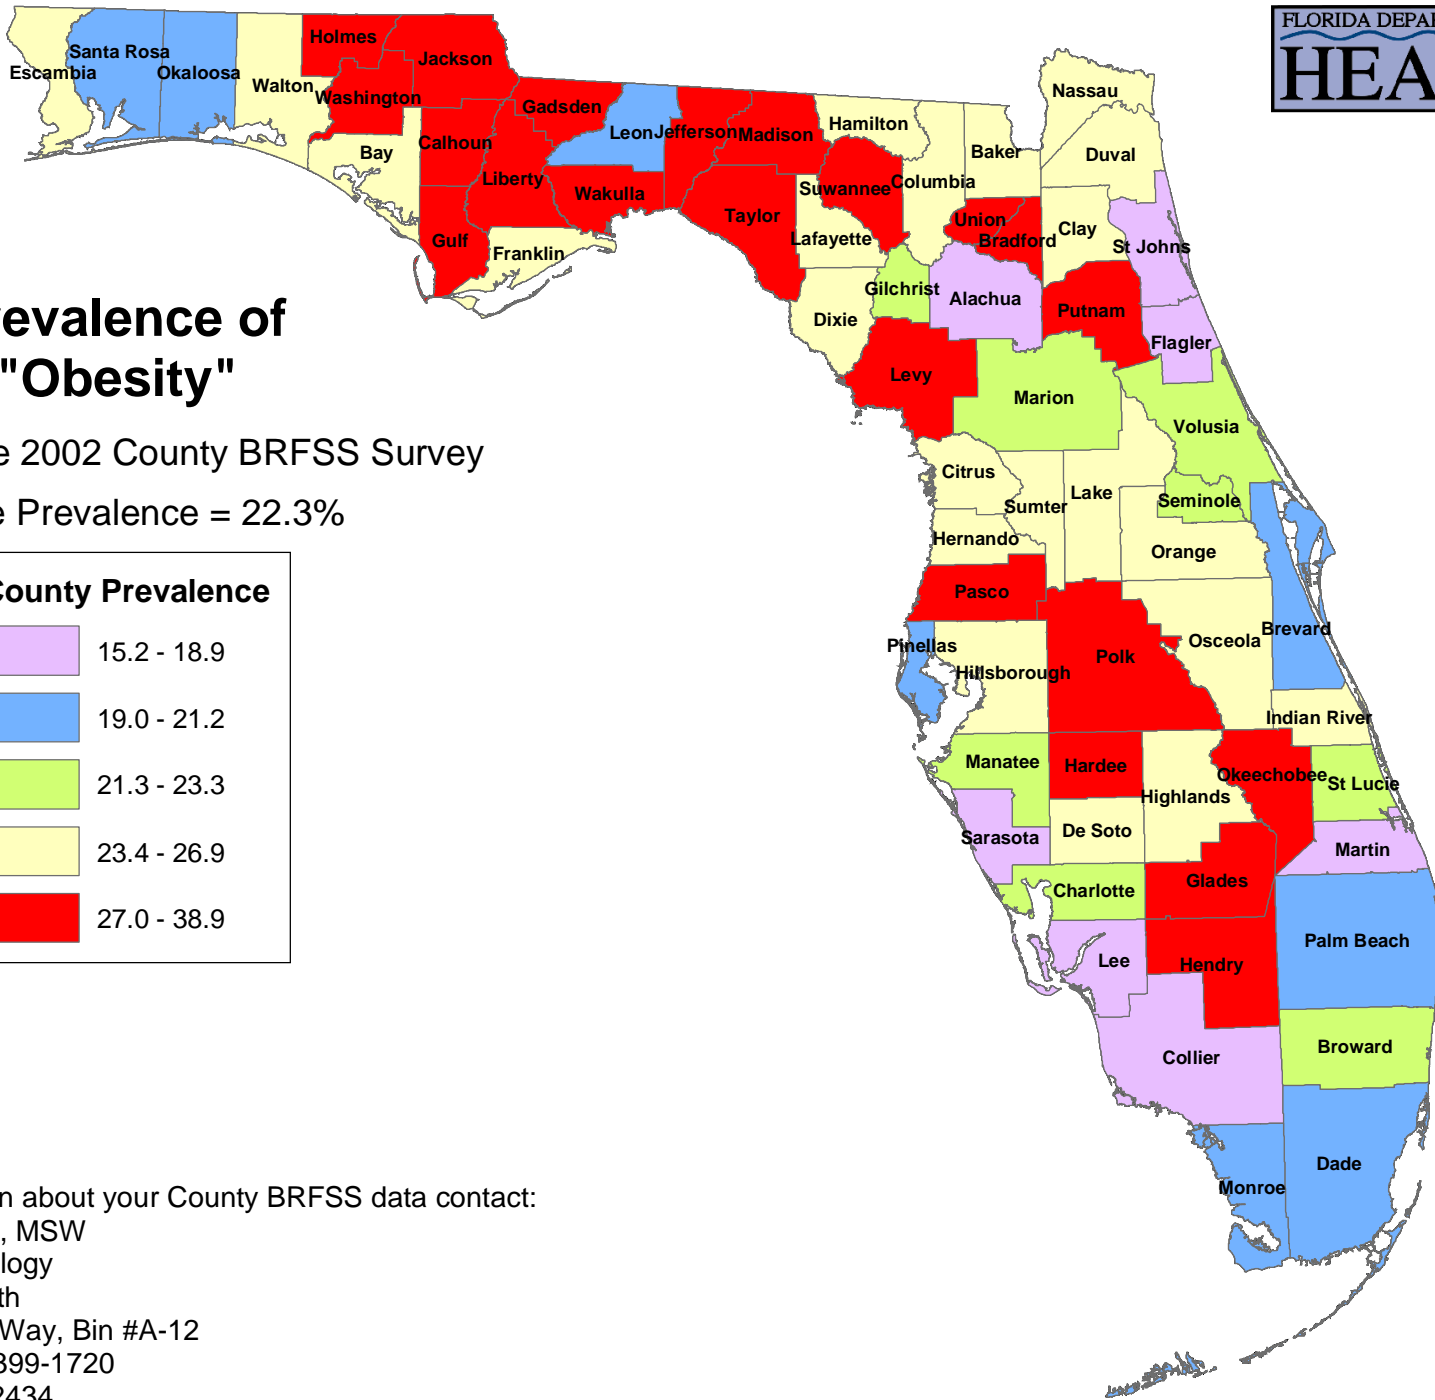 FLORIDA DEPAR
HEA
Holmes
Jackson
Santa Rosa
Escambia
Okaloosa
Walton
Washington
Gadsden
Leon
Jefferson
Madison
Hamilton
Nassau
Baker
Duval
Calhoun
Bay
Liberty
Wakulla
Taylor
Suwannee
Columbia
Lafayette
Union
Bradford
Clay
St Johns
Gulf
Franklin
Gilchrist
Alachua
Putnam
Dixie
Flagler
evalence of
"Obesity"
Levy
Marion
Volusia
e 2002 County BRFSS Survey
e Prevalence = 22.3%
Citrus
Sumter
Lake
Seminole
Hernando
Orange
County Prevalence
15.2 - 18.9
19.0 - 21.2
21.3 - 23.3
23.4 - 26.9
27.0 - 38.9
Pasco
Pinellas
Hillsborough
Polk
Osceola
Brevard
Indian River
Manatee
Hardee
Highlands
Okeechobee
St Lucie
Sarasota
De Soto
Martin
Charlotte
Glades
Lee
Hendry
Palm Beach
Collier
Broward
Dade
Monroe
n about your County BRFSS data contact:
, MSW
logy
th
Way, Bin #A-12
399-1720
2434